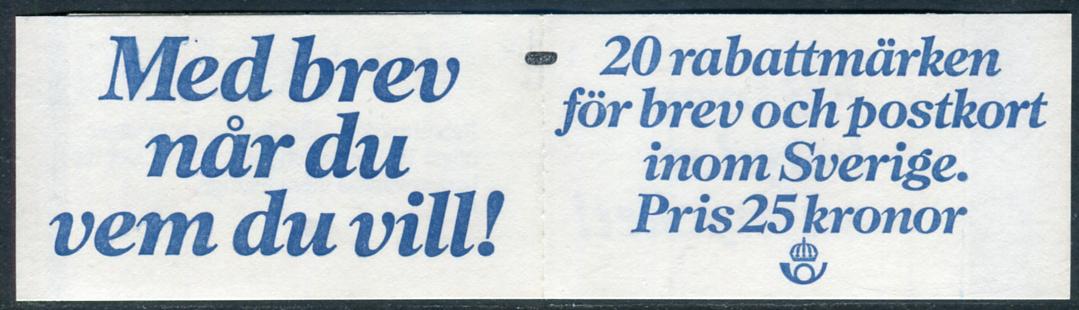 Med brev
når du
vem du vill!
20 rabattmärken
för brev och postkort
inom Sverige.
Pris 25 kronor